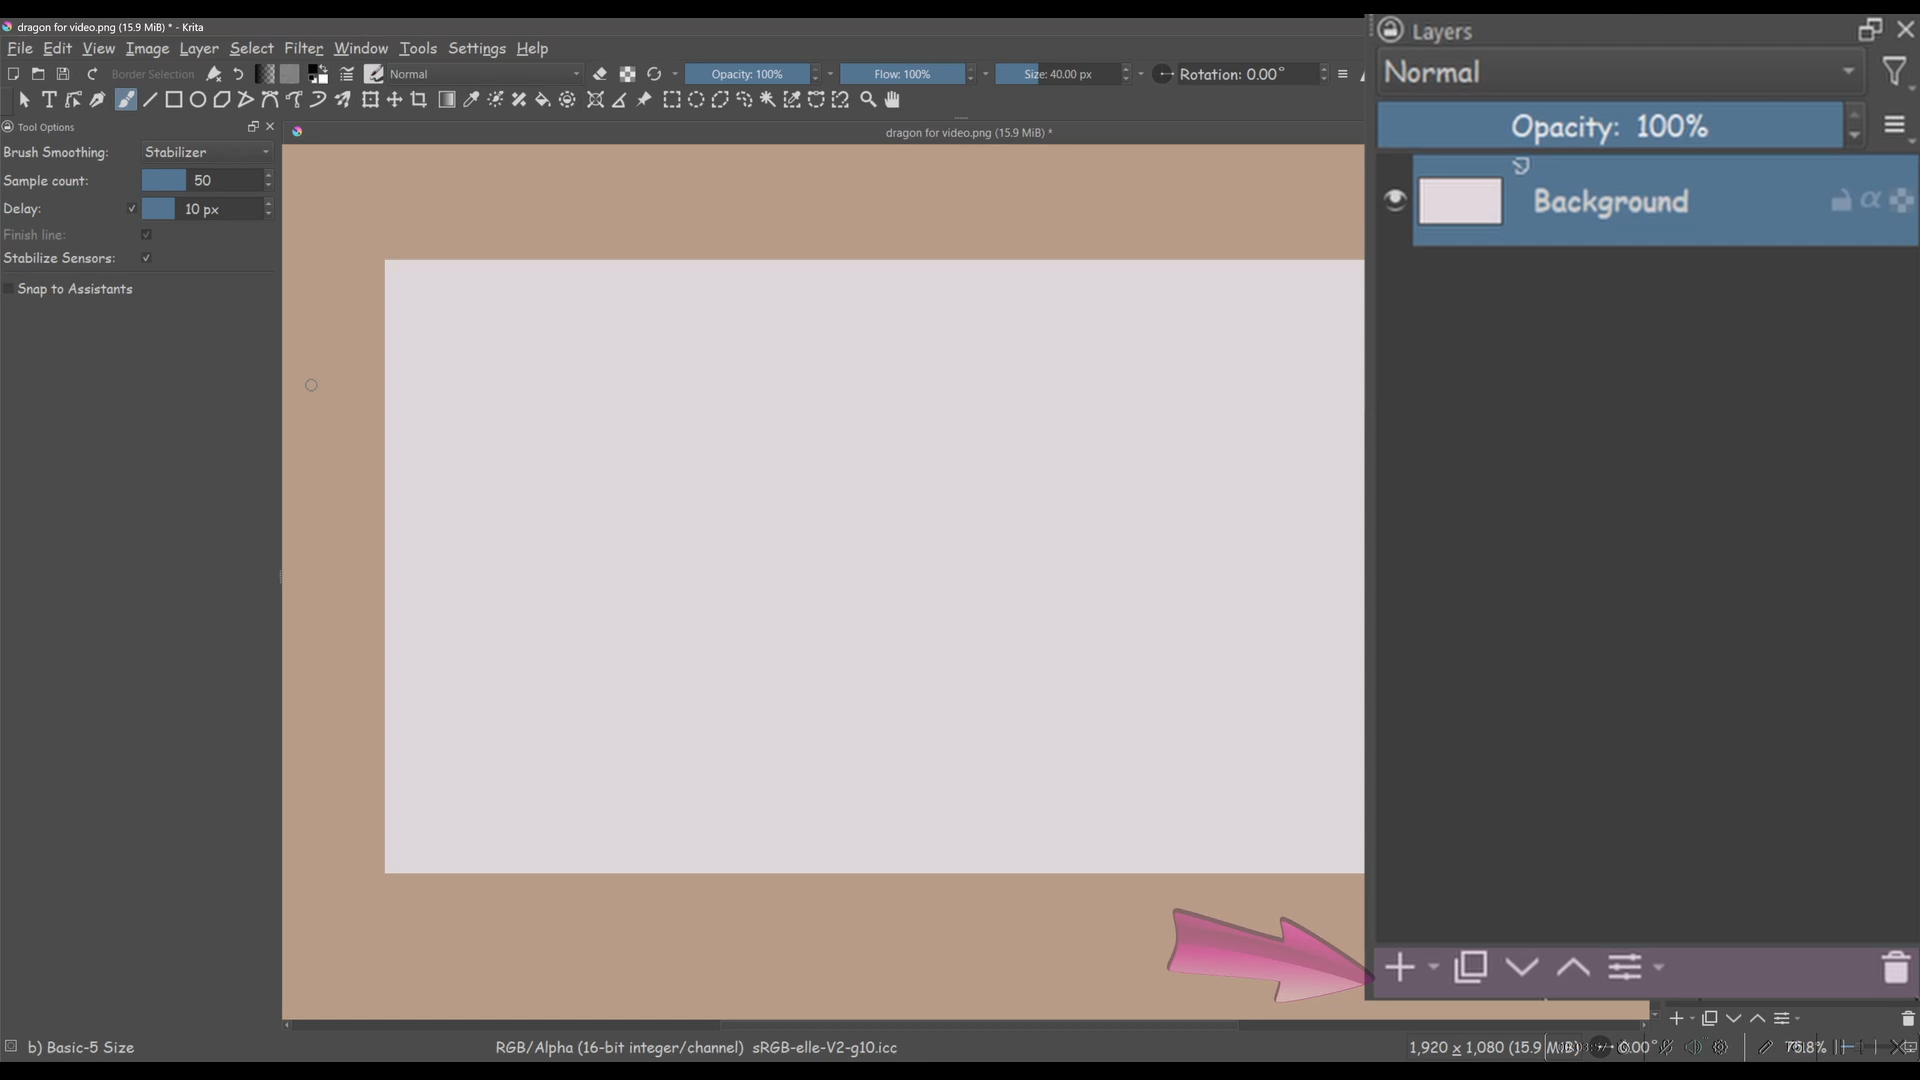 dragon for video.png (15.9 MiB) * - Krita
File Edit View Image Layer Select Filter Window Tools Settings Help
Border Selection Normal Opacity: 100% Flow: 100% Size: 40.00 px Rotation: 0.00°
Tool Options
dragon for video.png (15.9 MiB) *
Brush Smoothing: Stabilizer
Sample count: 50
Delay: 10 px
Finish line:
Stabilize Sensors:
Snap to Assistants
Layers
Normal
Opacity: 100%
Background
b) Basic-5 Size
RGB/Alpha (16-bit integer/channel) sRGB-elle-V2-g10.icc
1,920 x 1,080 (15.9 MiB)